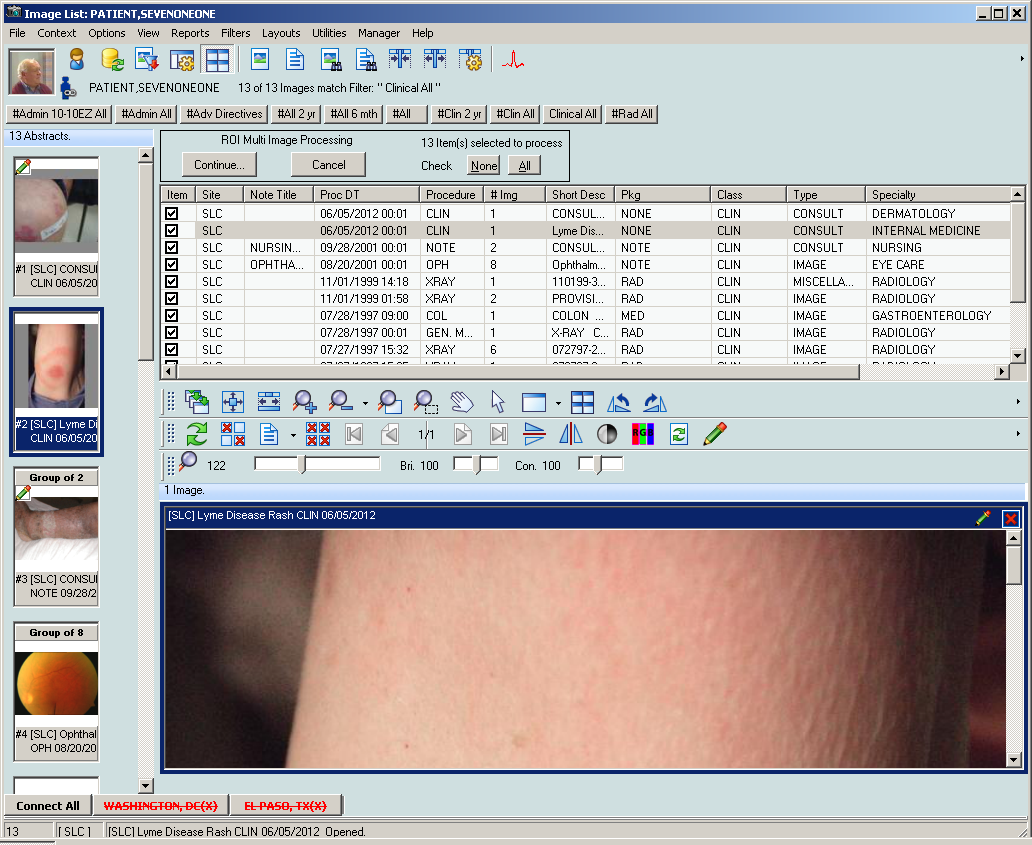 Image List: PATIENT,SEVENONEONE
File Context Options View Reports Filters Layouts Utilities Manager Help
PATIENT,SEVENONEONE 13 of 13 Images match Filter: " Clinical All "
#Admin 10-10EZ All #Admin All #Adv Directives #All 2 yr #All 6 mth #All #Clin 2 yr #Clin All Clinical All #Rad All
13 Abstracts.
#1 [SLC] CONSUI
CLIN 06/05/20
#2 [SLC] Lyme Di
CLIN 06/05/20
Group of 2
#3 [SLC] CONSUI
NOTE 09/28/2
Group of 8
#4 [SLC] Ophthal
OPH 08/20/20
ROI Multi Image Processing 13 Item(s) selected to process
Continue... Cancel Check None All
Item Site Note Title Proc DT Procedure # Img Short Desc Pkg Class Type Specialty
SLC 06/05/2012 00:01 CLIN 1 CONSUL... NONE CLIN CONSULT DERMATOLOGY
SLC 06/05/2012 00:01 CLIN 1 Lyme Dis... NONE CLIN CONSULT INTERNAL MEDICINE
SLC NURSIN... 09/28/2001 00:01 NOTE 2 CONSUL... NOTE CLIN CONSULT NURSING
SLC OPHTHA... 08/20/2001 00:01 OPH 8 Ophthalm... NOTE CLIN IMAGE EYE CARE
SLC 11/01/1999 14:18 XRAY 1 110199-3... RAD CLIN MISCELLA... RADIOLOGY
SLC 11/01/1999 01:58 XRAY 2 PROVISI... RAD CLIN IMAGE RADIOLOGY
SLC 07/28/1997 09:00 COL 1 COLON ... MED CLIN IMAGE GASTROENTEROLOGY
SLC 07/28/1997 00:01 GEN. M... 1 X-RAY C... RAD CLIN IMAGE RADIOLOGY
SLC 07/27/1997 15:32 XRAY 6 072797-2... RAD CLIN IMAGE RADIOLOGY
1/1 RGB
122 Bri. 100 Con. 100
1 Image.
[SLC] Lyme Disease Rash CLIN 06/05/2012
Connect All WASHINGTON, DC(X) EL PASO, TX(X)
13 [ SLC ] [SLC] Lyme Disease Rash CLIN 06/05/2012 Opened.